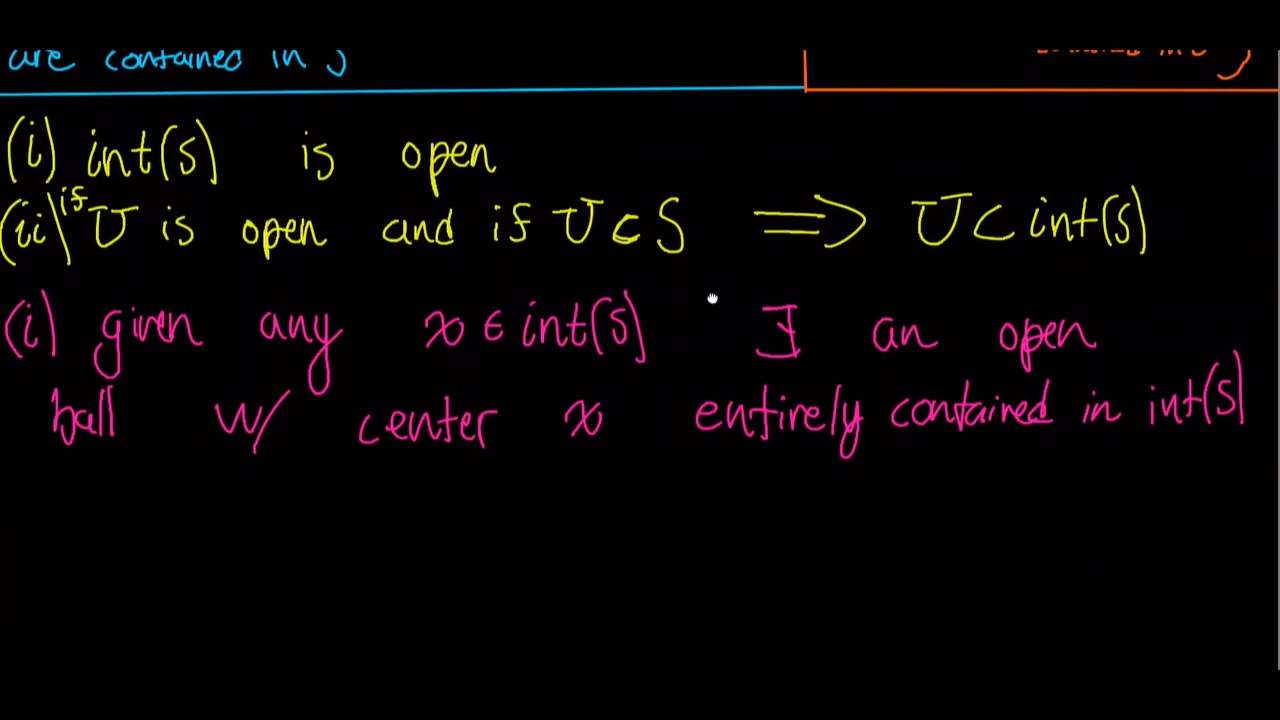 are contained in S
(i) int(S) is open
(ii) if U is open and if U ⊂ S ⟹ U ⊂ int(S)
(i) given any x ∈ int(S) ∃ an open
ball w/ center x entirely contained in int(S)